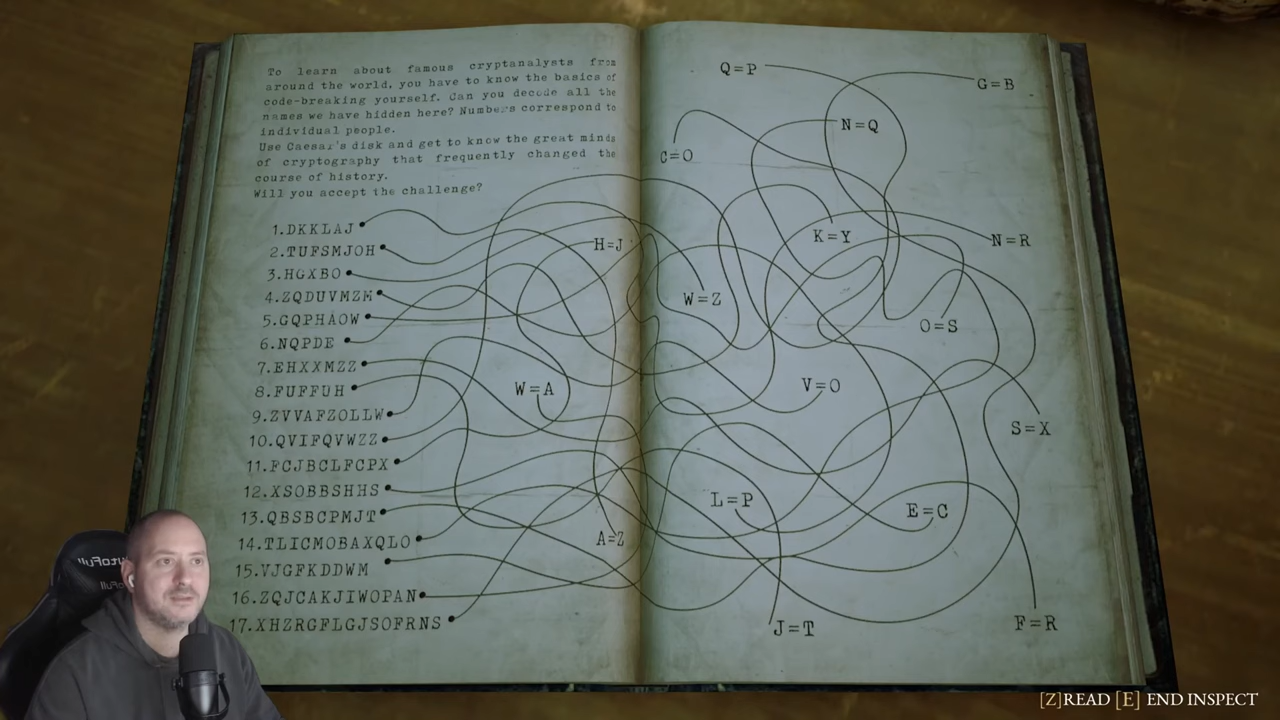 To learn about famous cryptanalysts from
around the world, you have to know the basics of
code-breaking yourself. Can you decode all the
names we have hidden here? Numbers correspond to
individual people.
Use Caesar's disk and get to know the great minds
of cryptography that frequently changed the
course of history.
Will you accept the challenge?
1.DKKLAJ
2.TUFSMJOH
3.HGXBO
4.ZQDUVMZM
5.GQPHAOW
6.NQPDE
7.EHXXMZZ
8.FUFFUH
9.ZVVAFZOLLW
10.QVIFQVWZZ
11.FCJBCLFCPX
12.XSOBBSHHS
13.QBSBCPMJT
14.TLICMOBAXQLO
15.VJGFKDDWM
16.ZQJCAKJIWOPAN
17.XHZRGFLGJSOFRNS
H=J
W=A
A=Z
Q=P
G=B
N=Q
C=O
K=Y
N=R
W=Z
O=S
V=O
S=X
L=P
E=C
J=T
F=R
[Z]READ [E] END INSPECT